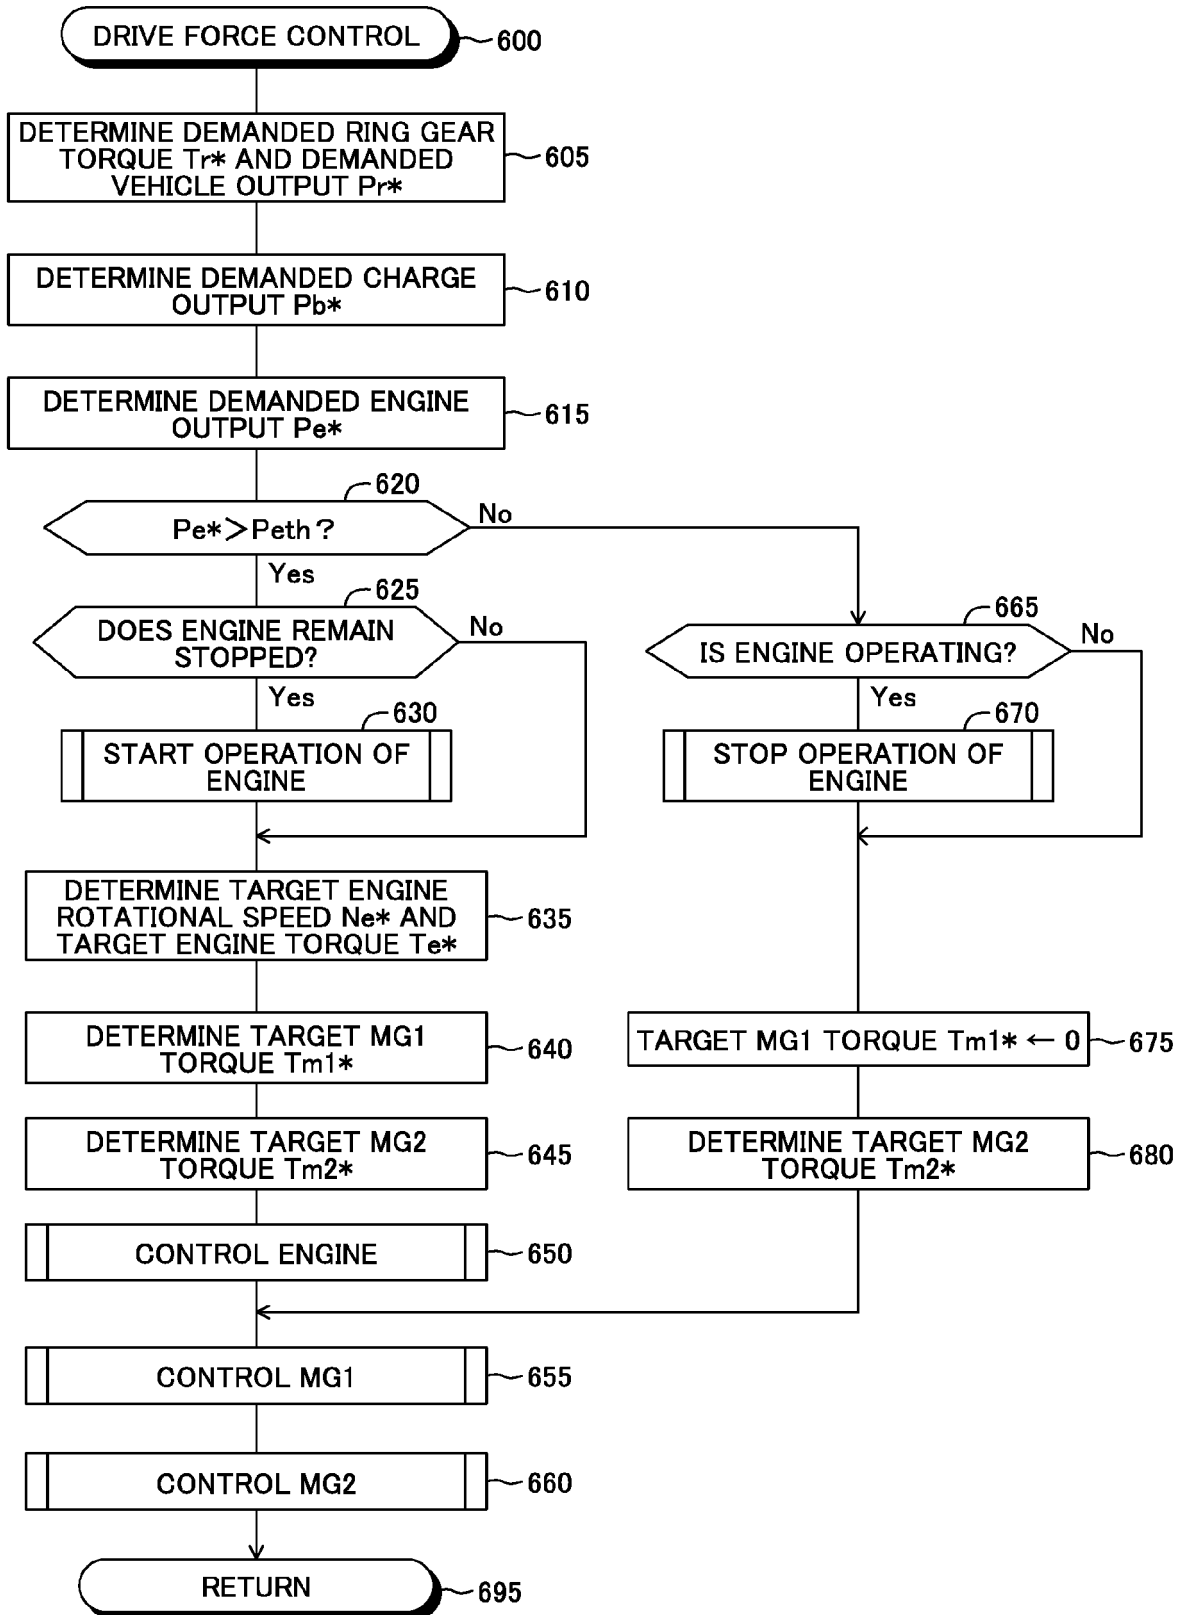 DRIVE FORCE CONTROL
600
DETERMINE DEMANDED RING GEAR
TORQUE Tr* AND DEMANDED
VEHICLE OUTPUT Pr*
605
DETERMINE DEMANDED CHARGE
OUTPUT Pb*
610
DETERMINE DEMANDED ENGINE
OUTPUT Pe*
615
620
Pe*>Peth?
No
Yes
625
DOES ENGINE REMAIN
STOPPED?
No
Yes
630
START OPERATION OF
ENGINE
665
IS ENGINE OPERATING?
No
Yes
670
STOP OPERATION OF
ENGINE
DETERMINE TARGET ENGINE
ROTATIONAL SPEED Ne* AND
TARGET ENGINE TORQUE Te*
635
DETERMINE TARGET MG1
TORQUE Tm1*
640
TARGET MG1 TORQUE Tm1* ← 0
675
DETERMINE TARGET MG2
TORQUE Tm2*
645
DETERMINE TARGET MG2
TORQUE Tm2*
680
CONTROL ENGINE
650
CONTROL MG1
655
CONTROL MG2
660
RETURN
695